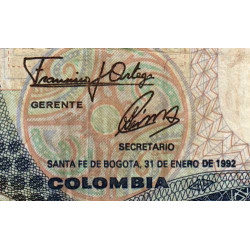 Francisco J Ortega
GERENTE
SECRETARIO
SANTA FE DE BOGOTA, 31 DE ENERO DE 1992
COLOMBIA